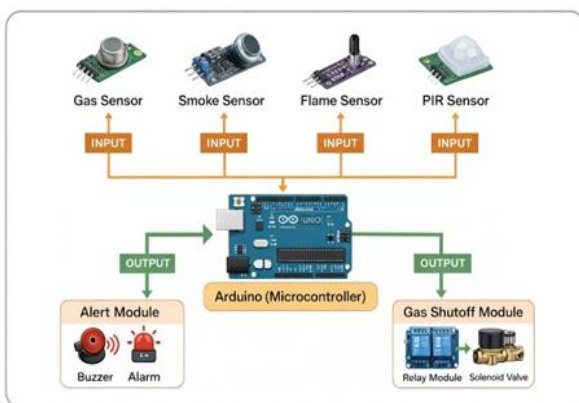 Gas Sensor
Smoke Sensor
Flame Sensor
PIR Sensor
INPUT
INPUT
INPUT
INPUT
UNO
OUTPUT
OUTPUT
Arduino (Microcontroller)
Alert Module
Buzzer
Alarm
Gas Shutoff Module
Relay Module
Solenoid Valve